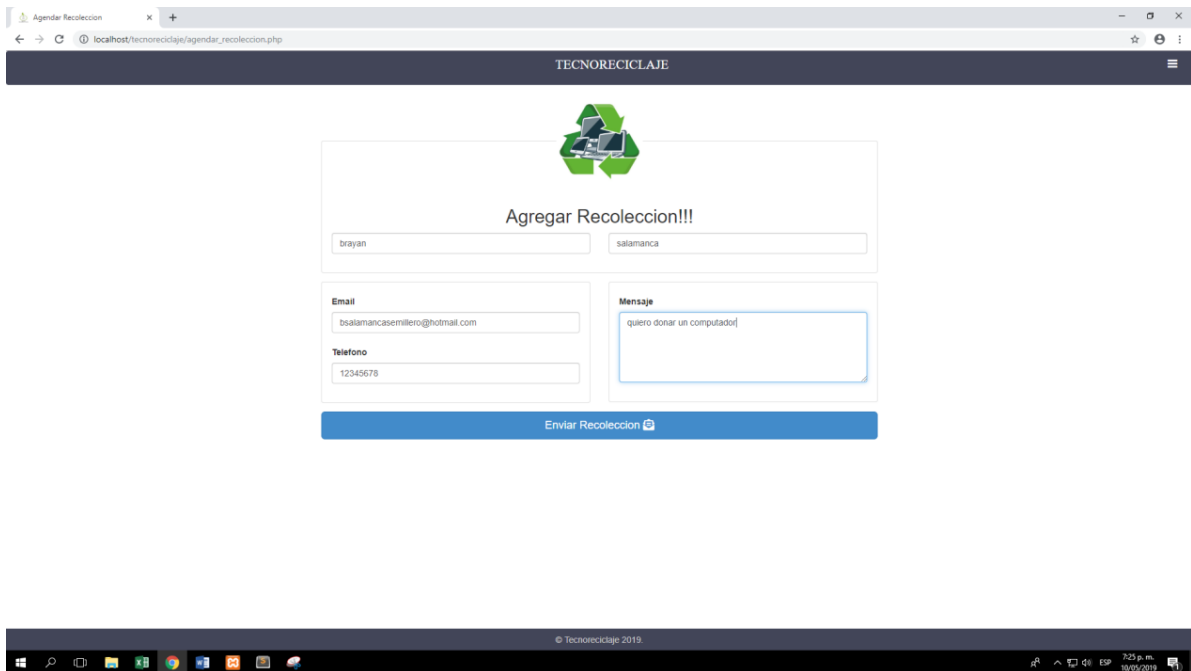 Agendar Recoleccion
localhost/tecnoreciclaje/agendar_recoleccion.php
TECNORECICLAJE
Agregar Recoleccion!!!
brayan
salamanca
Email
bsalamancasemillero@hotmail.com
Telefono
12345678
Mensaje
quiero donar un computador
Enviar Recoleccion
© Tecnoreciclaje 2019.
ESP
7:25 p. m.
10/05/2019